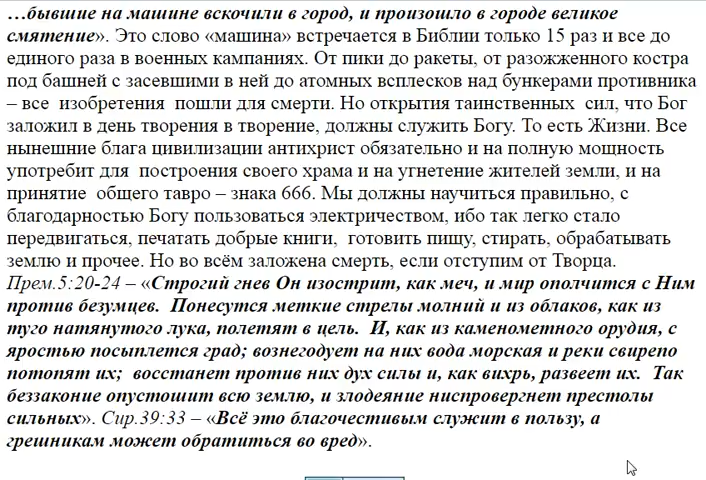 …бывшие на машине вскочили в город, и произошло в городе великое
смятение». Это слово «машина» встречается в Библии только 15 раз и все до
единого раза в военных кампаниях. От пики до ракеты, от разожженного костра
под башней с засевшими в ней до атомных всплесков над бункерами противника
– все изобретения пошли для смерти. Но открытия таинственных сил, что Бог
заложил в день творения в творение, должны служить Богу. То есть Жизни. Все
нынешние блага цивилизации антихрист обязательно и на полную мощность
употребит для построения своего храма и на угнетение жителей земли, и на
принятие общего тавро – знака 666. Мы должны научиться правильно, с
благодарностью Богу пользоваться электричеством, ибо так легко стало
передвигаться, печатать добрые книги, готовить пищу, стирать, обрабатывать
землю и прочее. Но во всём заложена смерть, если отступим от Творца.
Прем.5:20-24 – «Строгий гнев Он изострит, как меч, и мир ополчится с Ним
против безумцев. Понесутся меткие стрелы молний и из облаков, как из
туго натянутого лука, полетят в цель. И, как из каменометного орудия, с
яростью посыплется град; вознегодует на них вода морская и реки свирепо
потопят их; восстанет против них дух силы и, как вихрь, развеет их. Так
беззаконие опустошит всю землю, и злодеяние ниспровергнет престолы
сильных». Сир.39:33 – «Всё это благочестивым служит в пользу, а
грешникам может обратиться во вред».